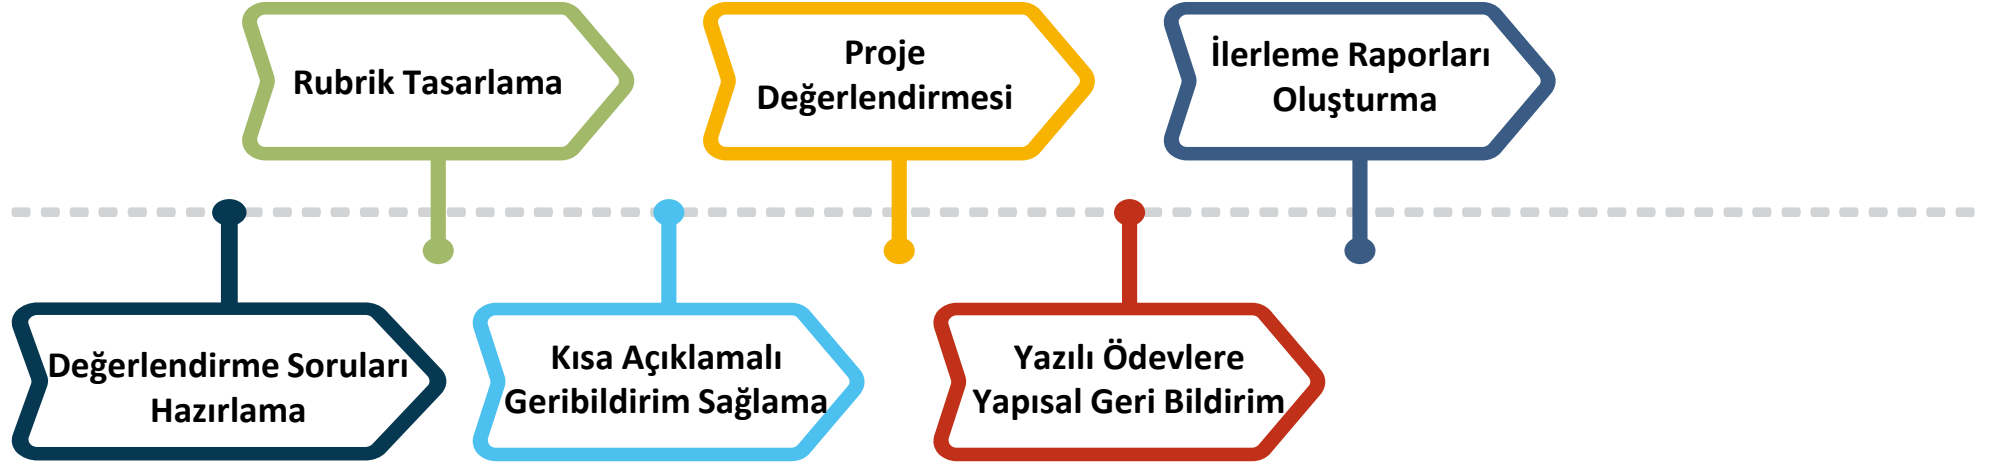 Rubrik Tasarlama
Proje
Değerlendirmesi
İlerleme Raporları
Oluşturma
Değerlendirme Soruları
Hazırlama
Kısa Açıklamalı
Geribildirim Sağlama
Yazılı Ödevlere
Yapısal Geri Bildirim